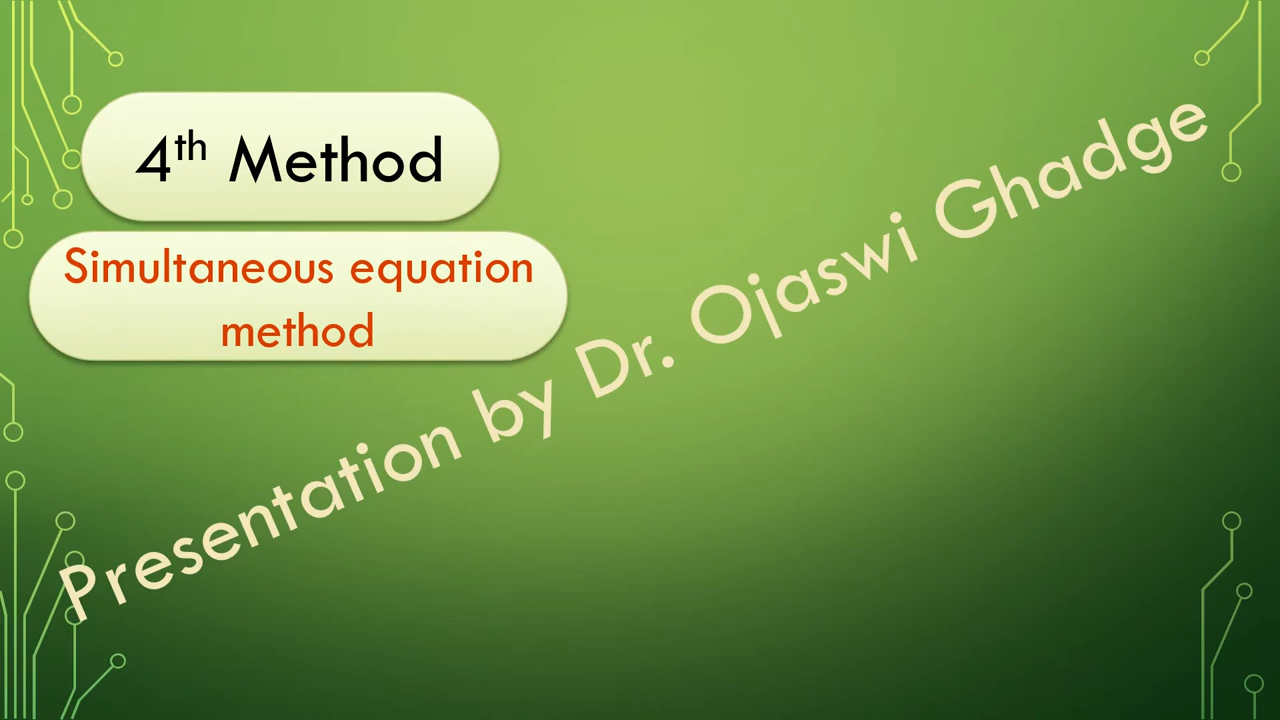 4th Method
Simultaneous equation
method
Presentation by Dr. Ojaswi Ghadge